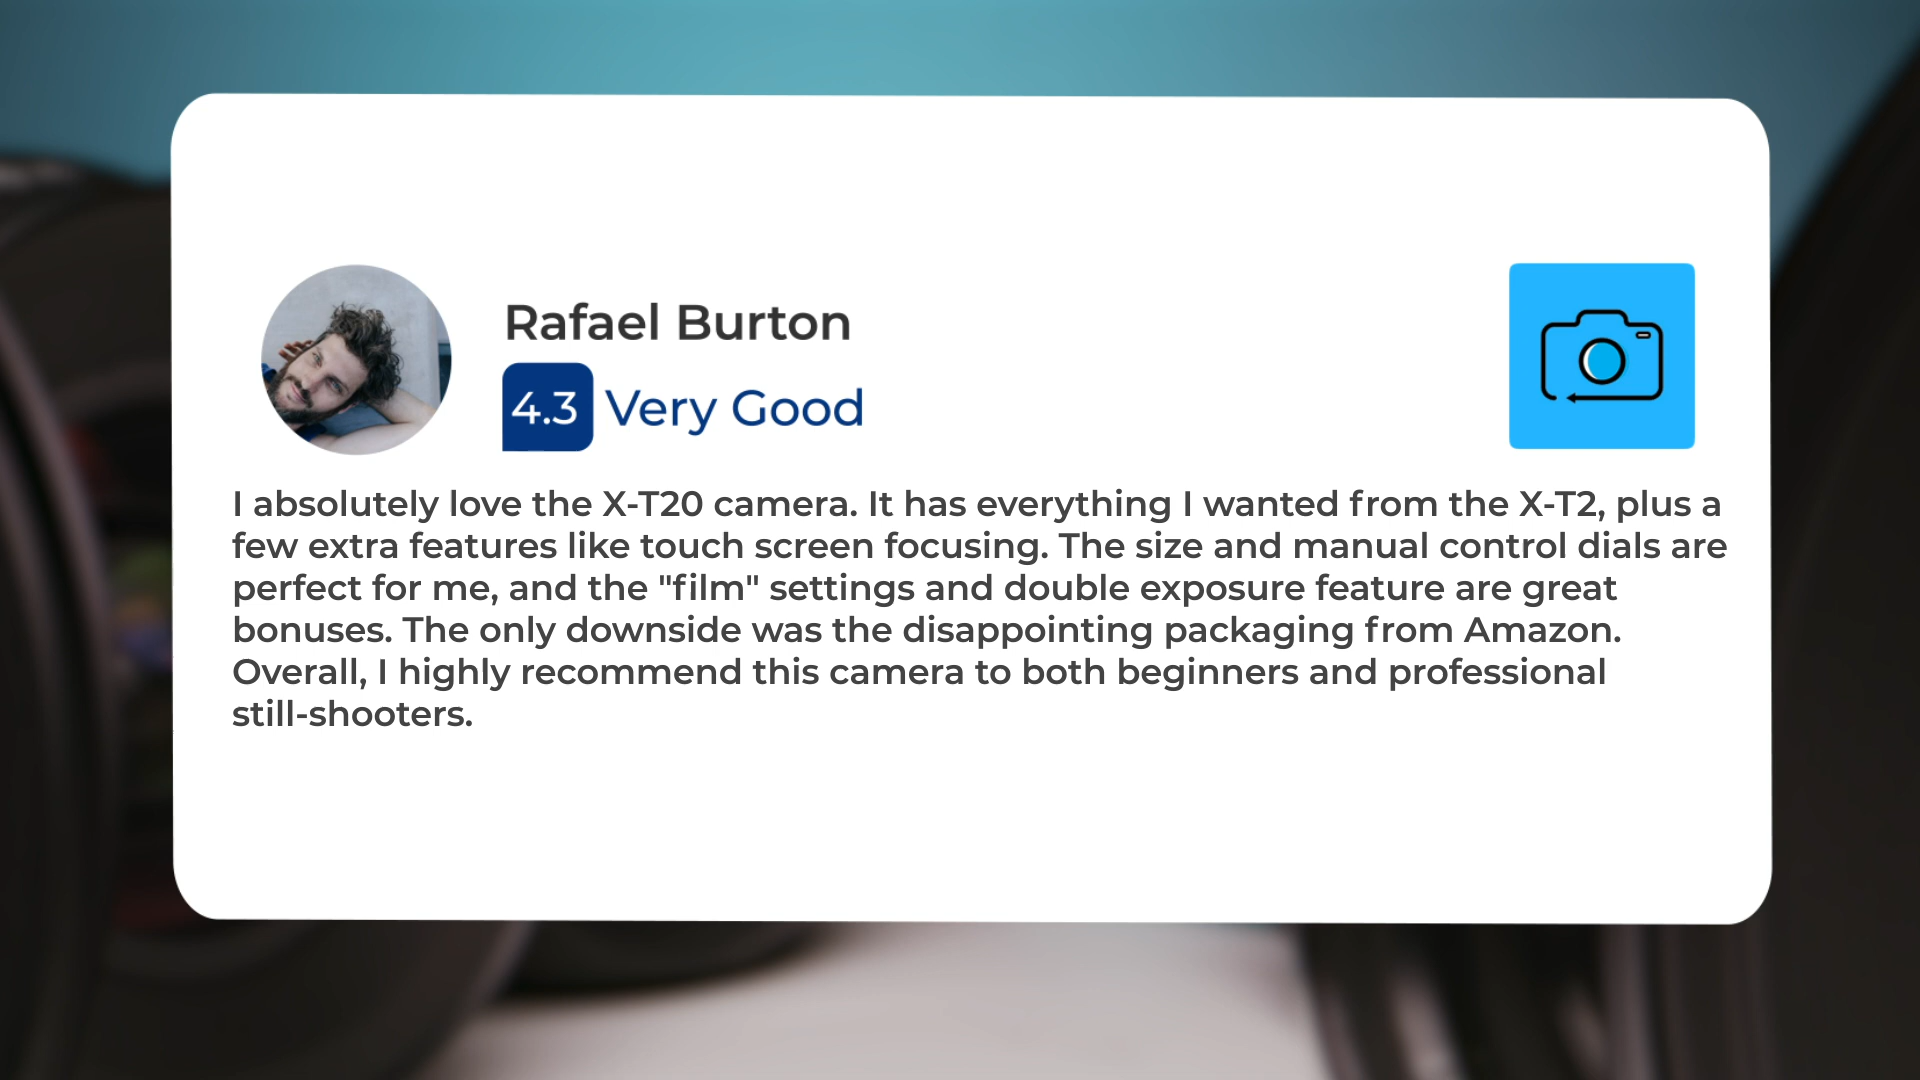 Rafael Burton
4.3 Very Good
I absolutely love the X-T20 camera. It has everything I wanted from the X-T2, plus a
few extra features like touch screen focusing. The size and manual control dials are
perfect for me, and the "film" settings and double exposure feature are great
bonuses. The only downside was the disappointing packaging from Amazon.
Overall, I highly recommend this camera to both beginners and professional
still-shooters.